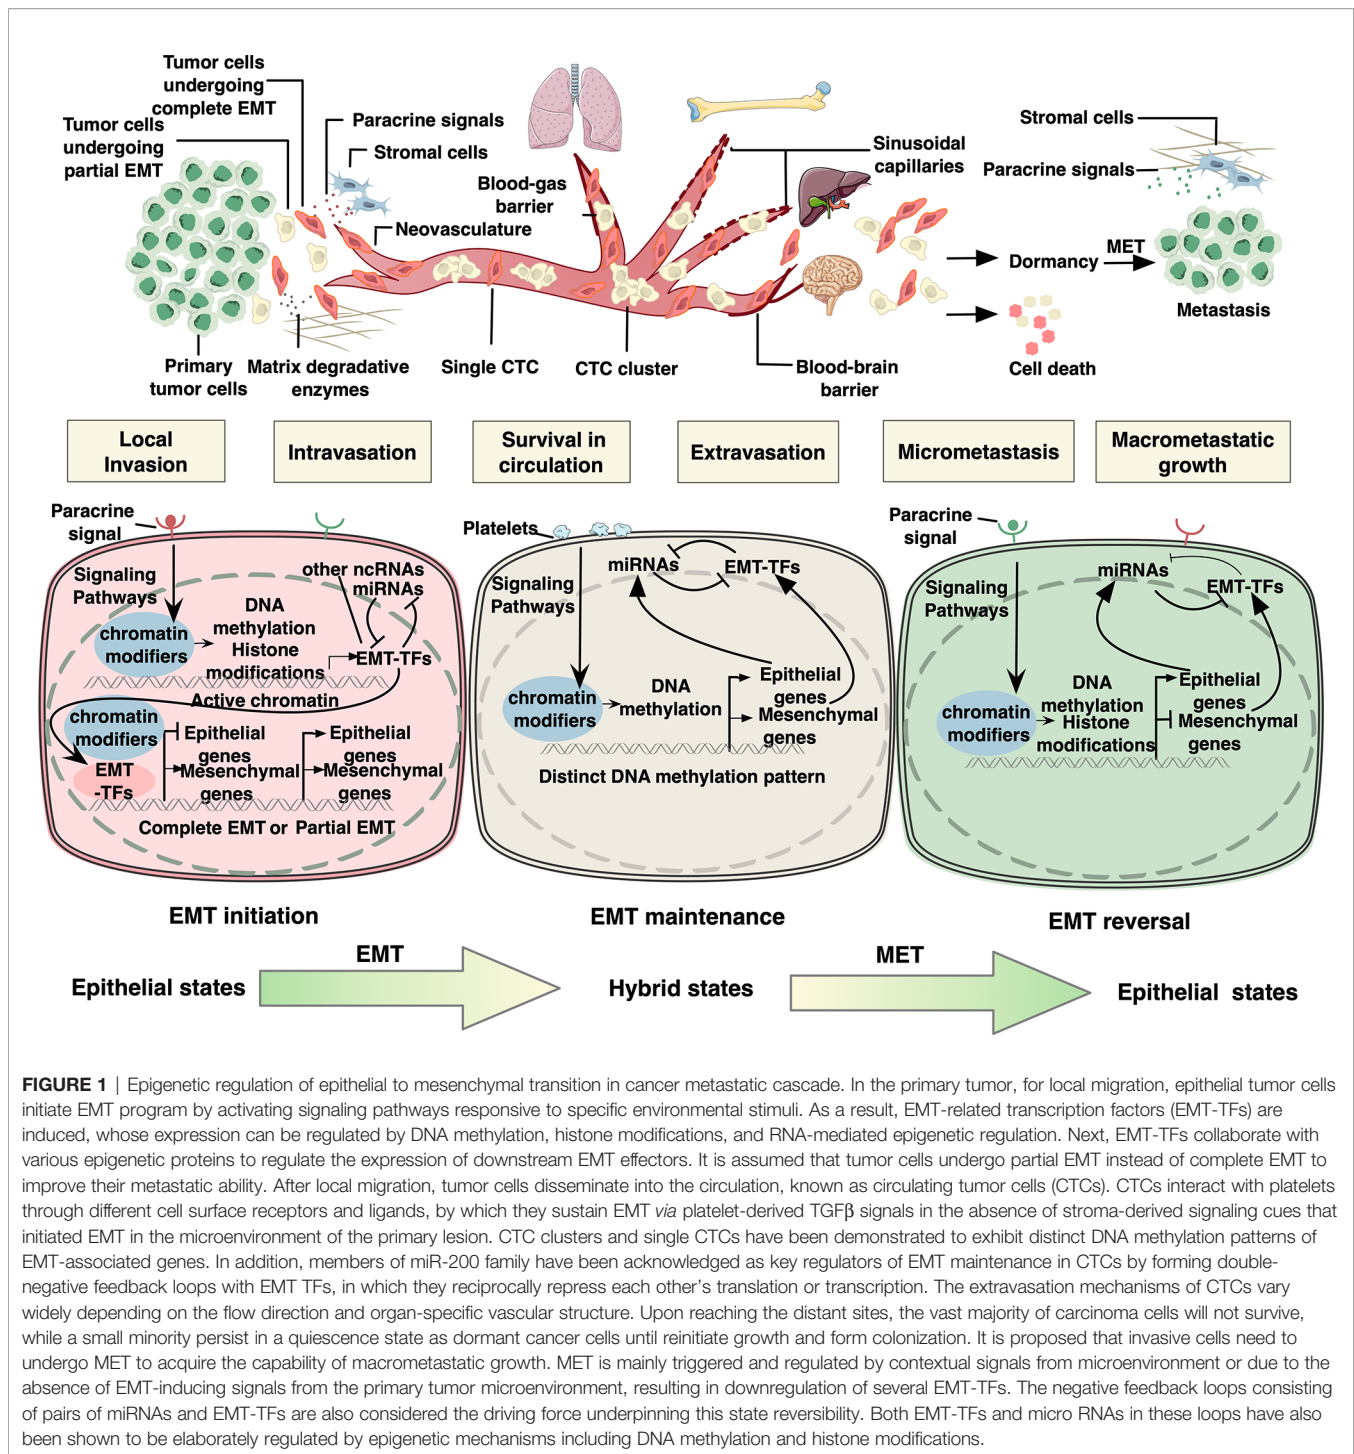 Tumor cells
undergoing
complete EMT
Tumor cells
undergoing
partial EMT
Paracrine signals
Stromal cells
Neovasculature
Blood-gas
barrier
Sinusoidal
capillaries
Stromal cells
Paracrine signals
Dormancy
MET
Metastasis
Cell death
Primary
tumor cells
Matrix degradative
enzymes
Single CTC
CTC cluster
Blood-brain
barrier
Local
Invasion
Intravasation
Survival in
circulation
Extravasation
Micrometastasis
Macrometastatic
growth
Paracrine
signal
Signaling
Pathways
other ncRNAs
miRNAs
DNA
methylation
Histone
modifications
chromatin
modifiers
EMT-TFs
Active chromatin
chromatin
modifiers
EMT
-TFs
Epithelial
genes
Mesenchymal
genes
Epithelial
genes
Mesenchymal
genes
Complete EMT or Partial EMT
Platelets
Signaling
Pathways
miRNAs
EMT-TFs
chromatin
modifiers
DNA
methylation
Epithelial
genes
Mesenchymal
genes
Distinct DNA methylation pattern
Paracrine
signal
Signaling
Pathways
miRNAs
EMT-TFs
chromatin
modifiers
DNA
methylation
Histone
modifications
Epithelial
genes
Mesenchymal
genes
EMT initiation
EMT maintenance
EMT reversal
Epithelial states
EMT
Hybrid states
MET
Epithelial states
FIGURE 1 | Epigenetic regulation of epithelial to mesenchymal transition in cancer metastatic cascade. In the primary tumor, for local migration, epithelial tumor cells
initiate EMT program by activating signaling pathways responsive to specific environmental stimuli. As a result, EMT-related transcription factors (EMT-TFs) are
induced, whose expression can be regulated by DNA methylation, histone modifications, and RNA-mediated epigenetic regulation. Next, EMT-TFs collaborate with
various epigenetic proteins to regulate the expression of downstream EMT effectors. It is assumed that tumor cells undergo partial EMT instead of complete EMT to
improve their metastatic ability. After local migration, tumor cells disseminate into the circulation, known as circulating tumor cells (CTCs). CTCs interact with platelets
through different cell surface receptors and ligands, by which they sustain EMT via platelet-derived TGFβ signals in the absence of stroma-derived signaling cues that
initiated EMT in the microenvironment of the primary lesion. CTC clusters and single CTCs have been demonstrated to exhibit distinct DNA methylation patterns of
EMT-associated genes. In addition, members of miR-200 family have been acknowledged as key regulators of EMT maintenance in CTCs by forming double-
negative feedback loops with EMT TFs, in which they reciprocally repress each other's translation or transcription. The extravasation mechanisms of CTCs vary
widely depending on the flow direction and organ-specific vascular structure. Upon reaching the distant sites, the vast majority of carcinoma cells will not survive,
while a small minority persist in a quiescence state as dormant cancer cells until reinitiate growth and form colonization. It is proposed that invasive cells need to
undergo MET to acquire the capability of macrometastatic growth. MET is mainly triggered and regulated by contextual signals from microenvironment or due to the
absence of EMT-inducing signals from the primary tumor microenvironment, resulting in downregulation of several EMT-TFs. The negative feedback loops consisting
of pairs of miRNAs and EMT-TFs are also considered the driving force underpinning this state reversibility. Both EMT-TFs and micro RNAs in these loops have also
been shown to be elaborately regulated by epigenetic mechanisms including DNA methylation and histone modifications.